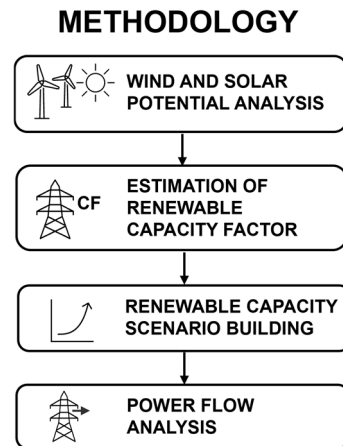 METHODOLOGY
WIND AND SOLAR
POTENTIAL ANALYSIS
CF
ESTIMATION OF
RENEWABLE
CAPACITY FACTOR
RENEWABLE CAPACITY
SCENARIO BUILDING
POWER FLOW
ANALYSIS